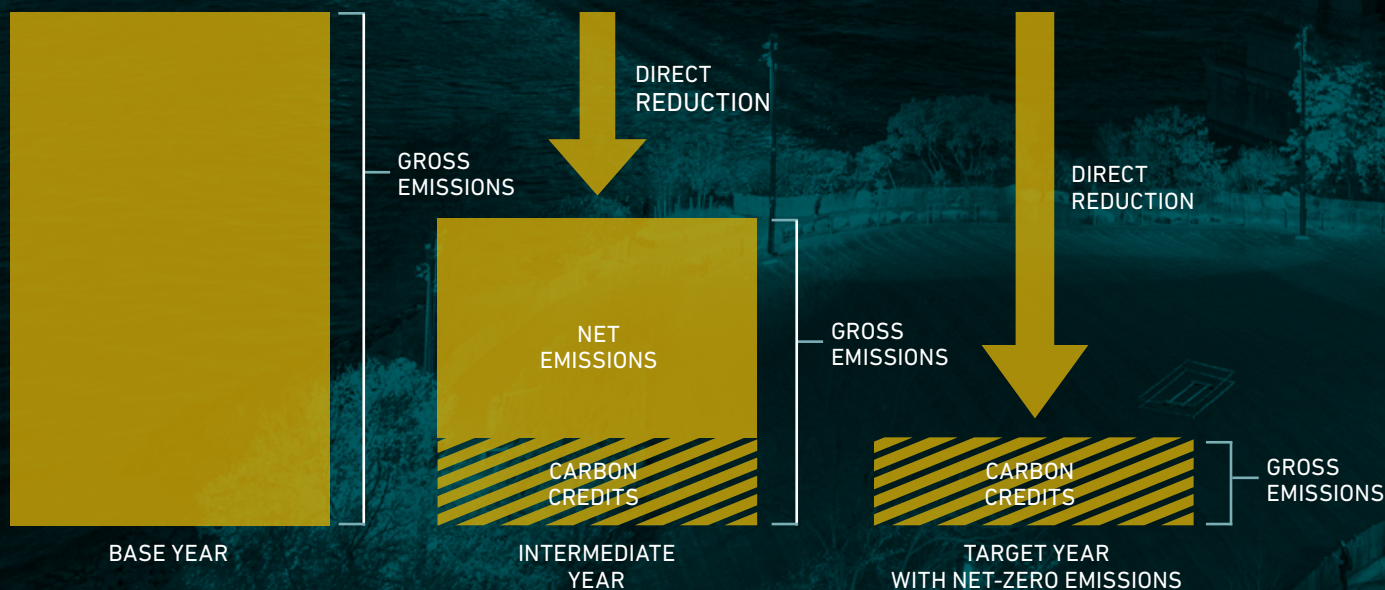 DIRECT
REDUCTION
GROSS
EMISSIONS
DIRECT
REDUCTION
NET
EMISSIONS
GROSS
EMISSIONS
CARBON
CREDITS
CARBON
CREDITS
GROSS
EMISSIONS
BASE YEAR
INTERMEDIATE
YEAR
TARGET YEAR
WITH NET-ZERO EMISSIONS